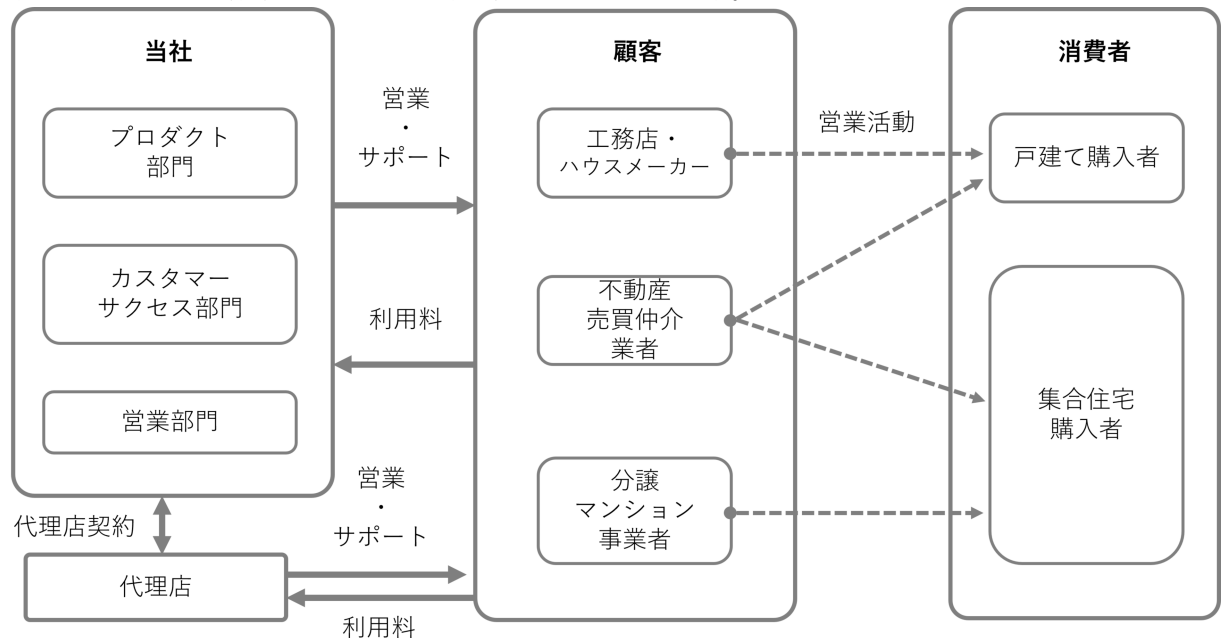 当社
プロダクト
部門
カスタマー
サクセス部門
営業部門
代理店契約
代理店
営業
・
サポート
利用料
営業
・
サポート
利用料
顧客
工務店・
ハウスメーカー
不動産
売買仲介
業者
分譲
マンション
事業者
営業活動
消費者
戸建て購入者
集合住宅
購入者